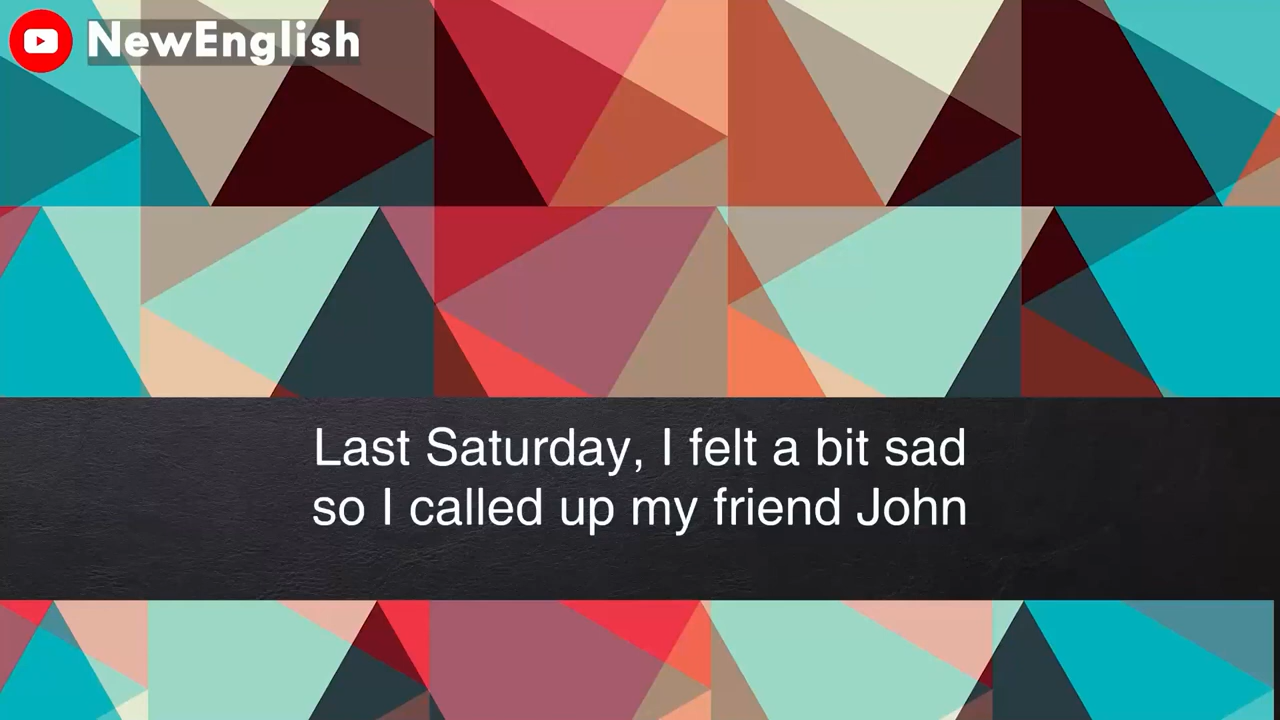 NewEnglish
Last Saturday, I felt a bit sad
so I called up my friend John